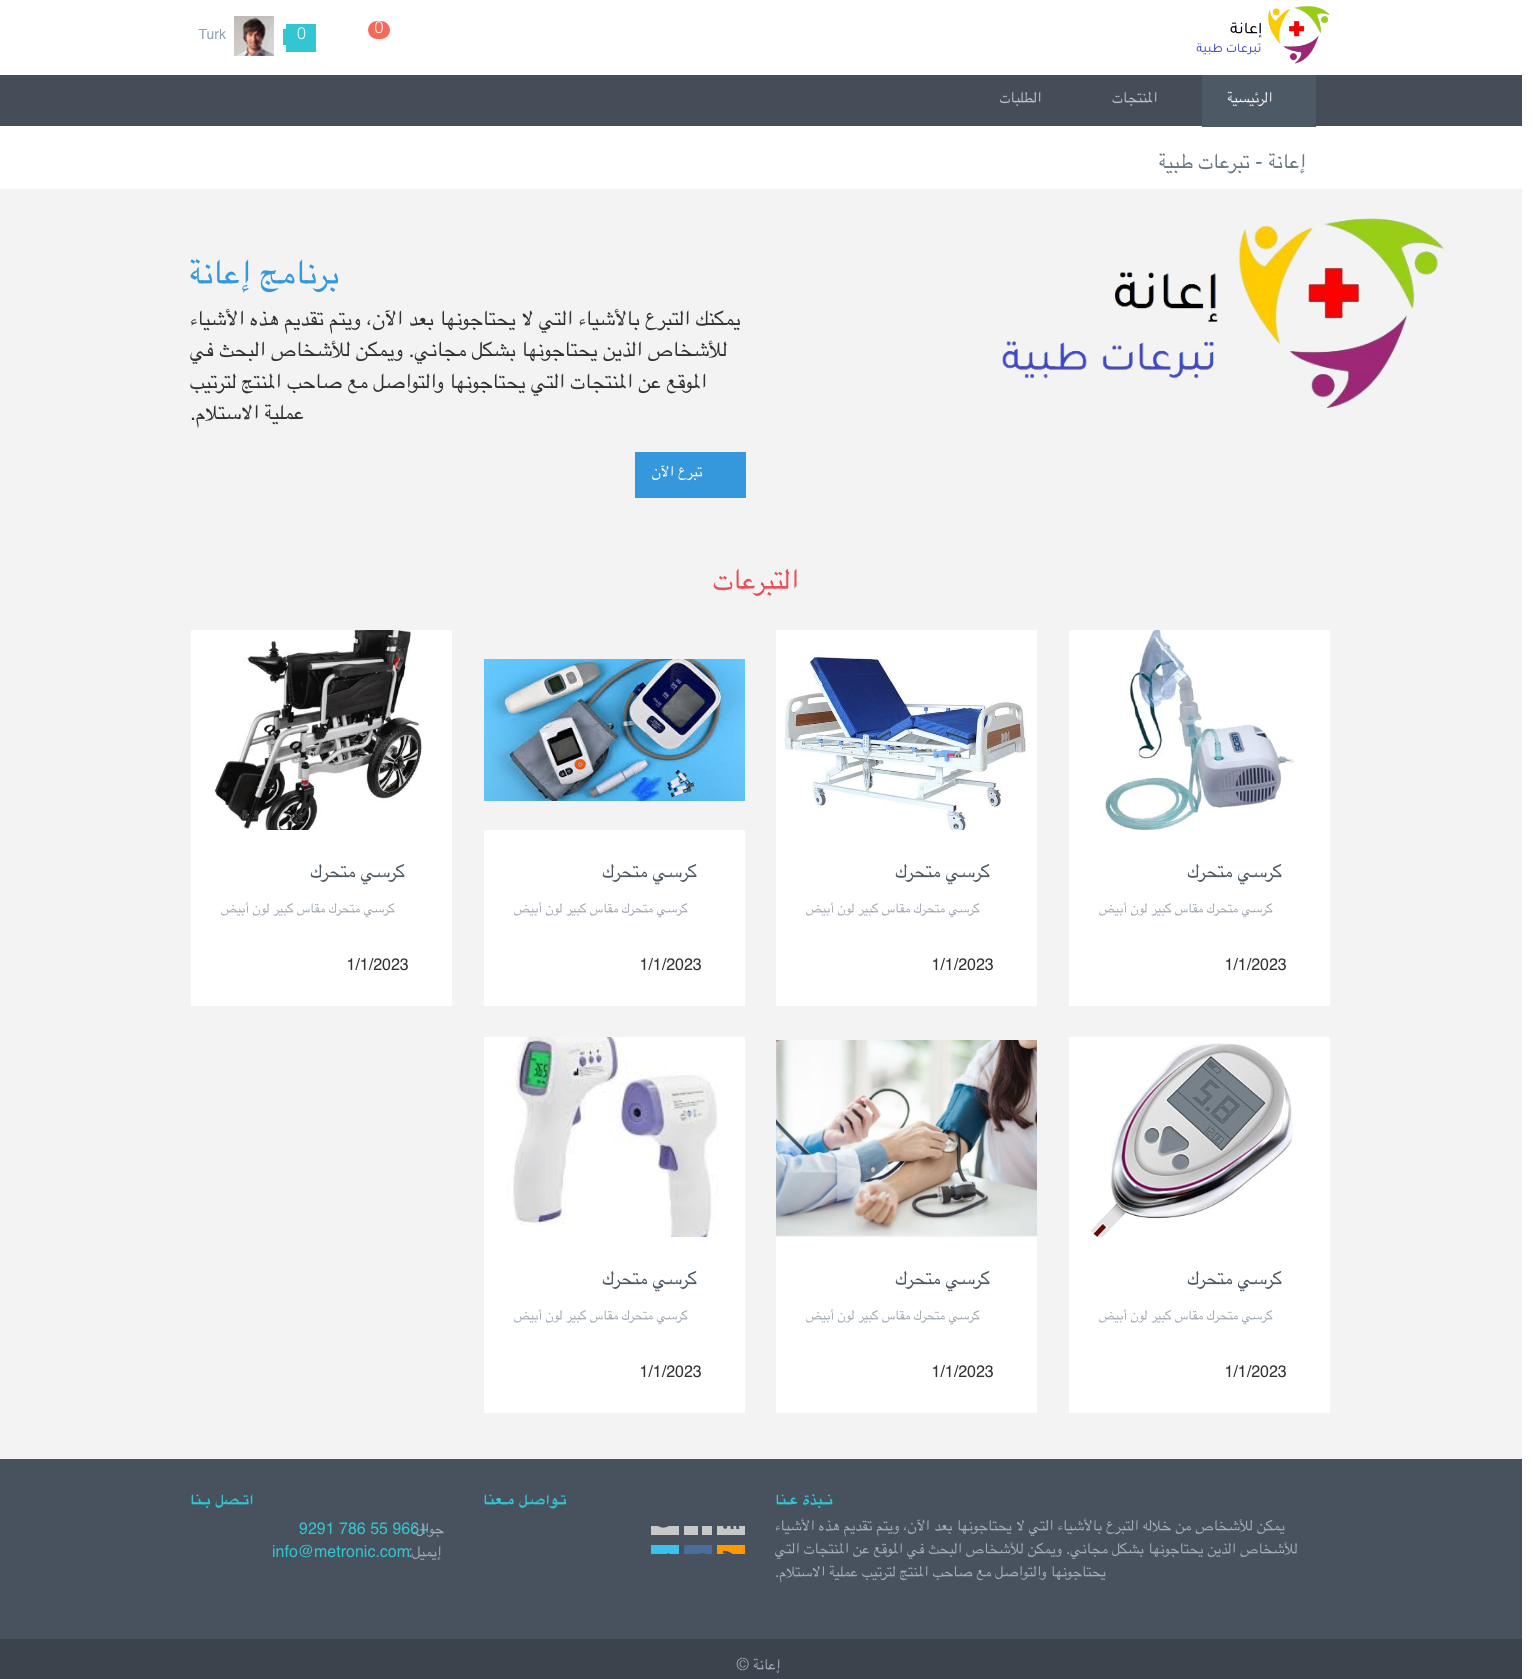 إعانة
تبرعات طبية
0
0
Turk
الرئيسية
المنتجات
الطلبات
إعانة - تبرعات طبية
إعانة
تبرعات طبية
برنامج إعانة
يمكنك التبرع بالأشياء التي لا يحتاجونها بعد الآن، ويتم تقديم هذه الأشياء
للأشخاص الذين يحتاجونها بشكل مجاني. ويمكن للأشخاص البحث في
الموقع عن المنتجات التي يحتاجونها والتواصل مع صاحب المنتج لترتيب
عملية الاستلام.
تبرع الآن
التبرعات
كرسي متحرك
كرسي متحرك مقاس كبير لون أبيض
1/1/2023
كرسي متحرك
كرسي متحرك مقاس كبير لون أبيض
1/1/2023
كرسي متحرك
كرسي متحرك مقاس كبير لون أبيض
1/1/2023
كرسي متحرك
كرسي متحرك مقاس كبير لون أبيض
1/1/2023
5.8
12:00
كرسي متحرك
كرسي متحرك مقاس كبير لون أبيض
1/1/2023
كرسي متحرك
كرسي متحرك مقاس كبير لون أبيض
1/1/2023
36.5
كرسي متحرك
كرسي متحرك مقاس كبير لون أبيض
1/1/2023
نبذة عنا
يمكن للأشخاص من خلاله التبرع بالأشياء التي لا يحتاجونها بعد الآن، ويتم تقديم هذه الأشياء
للأشخاص الذين يحتاجونها بشكل مجاني. ويمكن للأشخاص البحث في الموقع عن المنتجات التي
يحتاجونها والتواصل مع صاحب المنتج لترتيب عملية الاستلام.
تواصل معنا
اتصل بنا
جوال: 966 55 786 9291
إيميل: info@metronic.com
إعانة ©